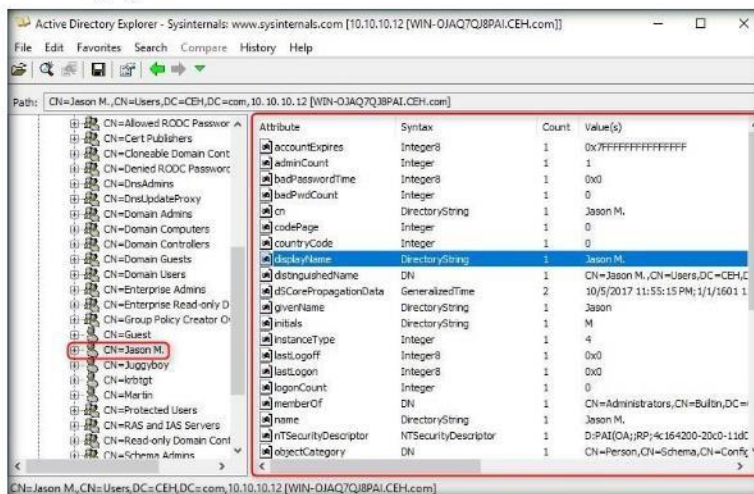 Active Directory Explorer - Sysinternals: www.sysinternals.com [10.10.10.12 [WIN-OJAQ7QJ8PAI.CEH.com]]
File Edit Favorites Search Compare History Help
Path: CN=Jason M.,CN=Users,DC=CEH,DC=com,10.10.10.12 [WIN-OJAQ7QJ8PAI.CEH.com]
CN=Allowed RODC Passwor
CN=Cert Publishers
CN=Cloneable Domain Cont
CN=Denied RODC Password
CN=DnsAdmins
CN=DnsUpdateProxy
CN=Domain Admins
CN=Domain Computers
CN=Domain Controllers
CN=Domain Guests
CN=Domain Users
CN=Enterprise Admins
CN=Enterprise Read-only D
CN=Group Policy Creator O
CN=Guest
CN=Jason M.
CN=Juggyboy
CN=krbtgt
CN=Martin
CN=Protected Users
CN=RAS and IAS Servers
CN=Read-only Domain Cont
CN=Schema Admins
Attribute Syntax Count Value(s)
accountExpires Integer8 1 0x7FFFFFFFFFFFFFFF
adminCount Integer 1 1
badPasswordTime Integer8 1 0x0
badPwdCount Integer 1 0
cn DirectoryString 1 Jason M.
codePage Integer 1 0
countryCode Integer 1 0
displayName DirectoryString 1 Jason M.
distinguishedName DN 1 CN=Jason M.,CN=Users,DC=CEH,D
dSCorePropagationData GeneralizedTime 2 10/5/2017 11:55:15 PM;1/1/1601 1
givenName DirectoryString 1 Jason
initials DirectoryString 1 M
instanceType Integer 1 4
lastLogoff Integer8 1 0x0
lastLogon Integer8 1 0x0
logonCount Integer 1 0
memberOf DN 1 CN=Administrators,CN=Builtin,DC=
name DirectoryString 1 Jason M.
nTSecurityDescriptor NTSecurityDescriptor 1 D:PAI(OA;;RP;4c164200-20c0-11d0
objectCategory DN 1 CN=Person,CN=Schema,CN=Config
CN=Jason M.,CN=Users,DC=CEH,DC=com,10.10.10.12 [WIN-OJAQ7QJ8PAI.CEH.com]